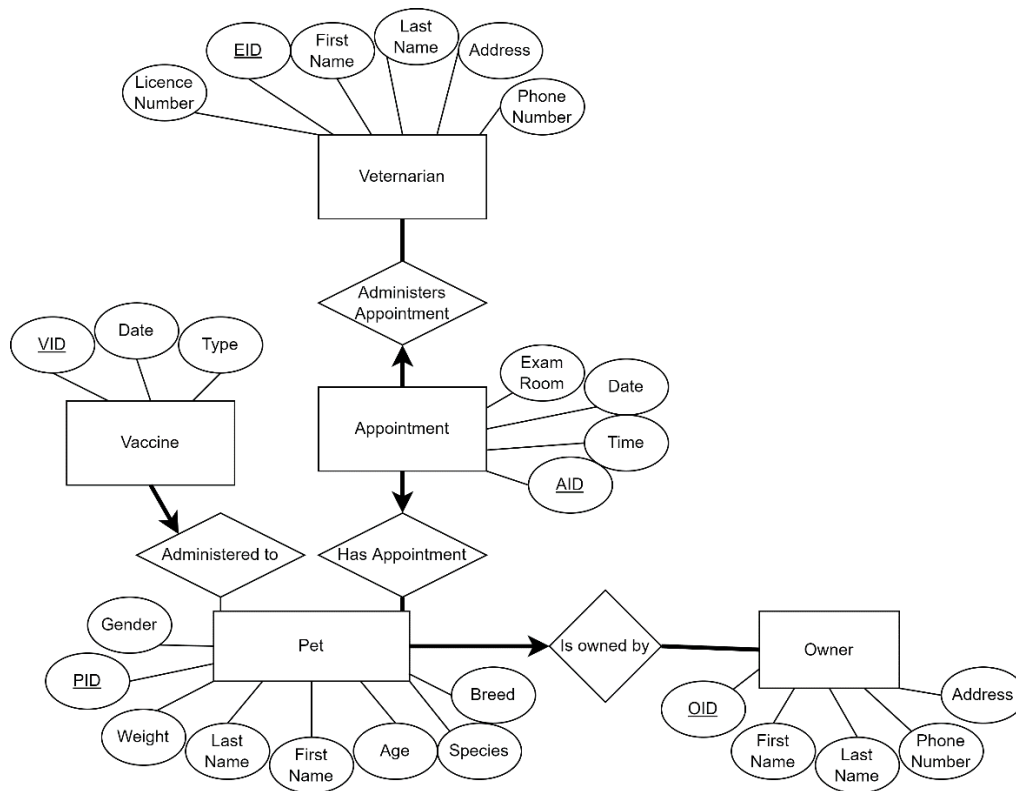 EID
First
Name
Last
Name
Address
Licence
Number
Phone
Number
Veternarian
Administers
Appointment
VID
Date
Type
Exam
Room
Date
Vaccine
Appointment
Time
AID
Administered to
Has Appointment
Gender
Pet
Is owned by
Owner
PID
Breed
OID
Address
Weight
Last
Name
First
Name
Age
Species
First
Name
Last
Name
Phone
Number